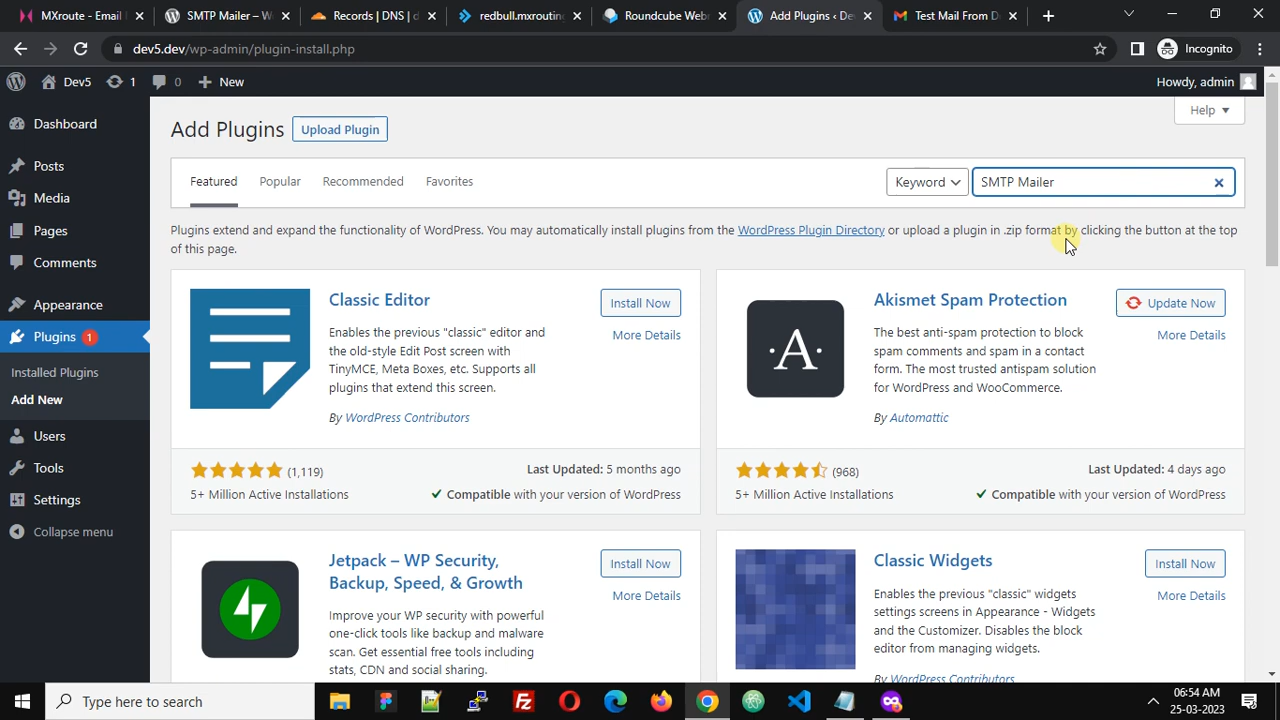 MXroute - Email
SMTP Mailer – W
Records | DNS | d
redbull.mxrouting
Roundcube Webm
Add Plugins ‹ De
Test Mail From D
dev5.dev/wp-admin/plugin-install.php
Incognito
Dev5
1
0
New
Howdy, admin
Dashboard
Posts
Media
Pages
Comments
Appearance
Plugins 1
Installed Plugins
Add New
Users
Tools
Settings
Collapse menu
Help
Add Plugins
Upload Plugin
Featured
Popular
Recommended
Favorites
Keyword
SMTP Mailer
Plugins extend and expand the functionality of WordPress. You may automatically install plugins from the WordPress Plugin Directory or upload a plugin in .zip format by clicking the button at the top
of this page.
Classic Editor
Install Now
More Details
Enables the previous "classic" editor and
the old-style Edit Post screen with
TinyMCE, Meta Boxes, etc. Supports all
plugins that extend this screen.
By WordPress Contributors
(1,119)
5+ Million Active Installations
Last Updated: 5 months ago
Compatible with your version of WordPress
Akismet Spam Protection
Update Now
More Details
The best anti-spam protection to block
spam comments and spam in a contact
form. The most trusted antispam solution
for WordPress and WooCommerce.
By Automattic
·A·
(968)
5+ Million Active Installations
Last Updated: 4 days ago
Compatible with your version of WordPress
Jetpack – WP Security,
Backup, Speed, & Growth
Install Now
More Details
Improve your WP security with powerful
one-click tools like backup and malware
scan. Get essential free tools including
stats, CDN and social sharing.
Classic Widgets
Install Now
More Details
Enables the previous "classic" widgets
settings screens in Appearance - Widgets
and the Customizer. Disables the block
editor from managing widgets.
By WordPress Contributors
Type here to search
06:54 AM
25-03-2023